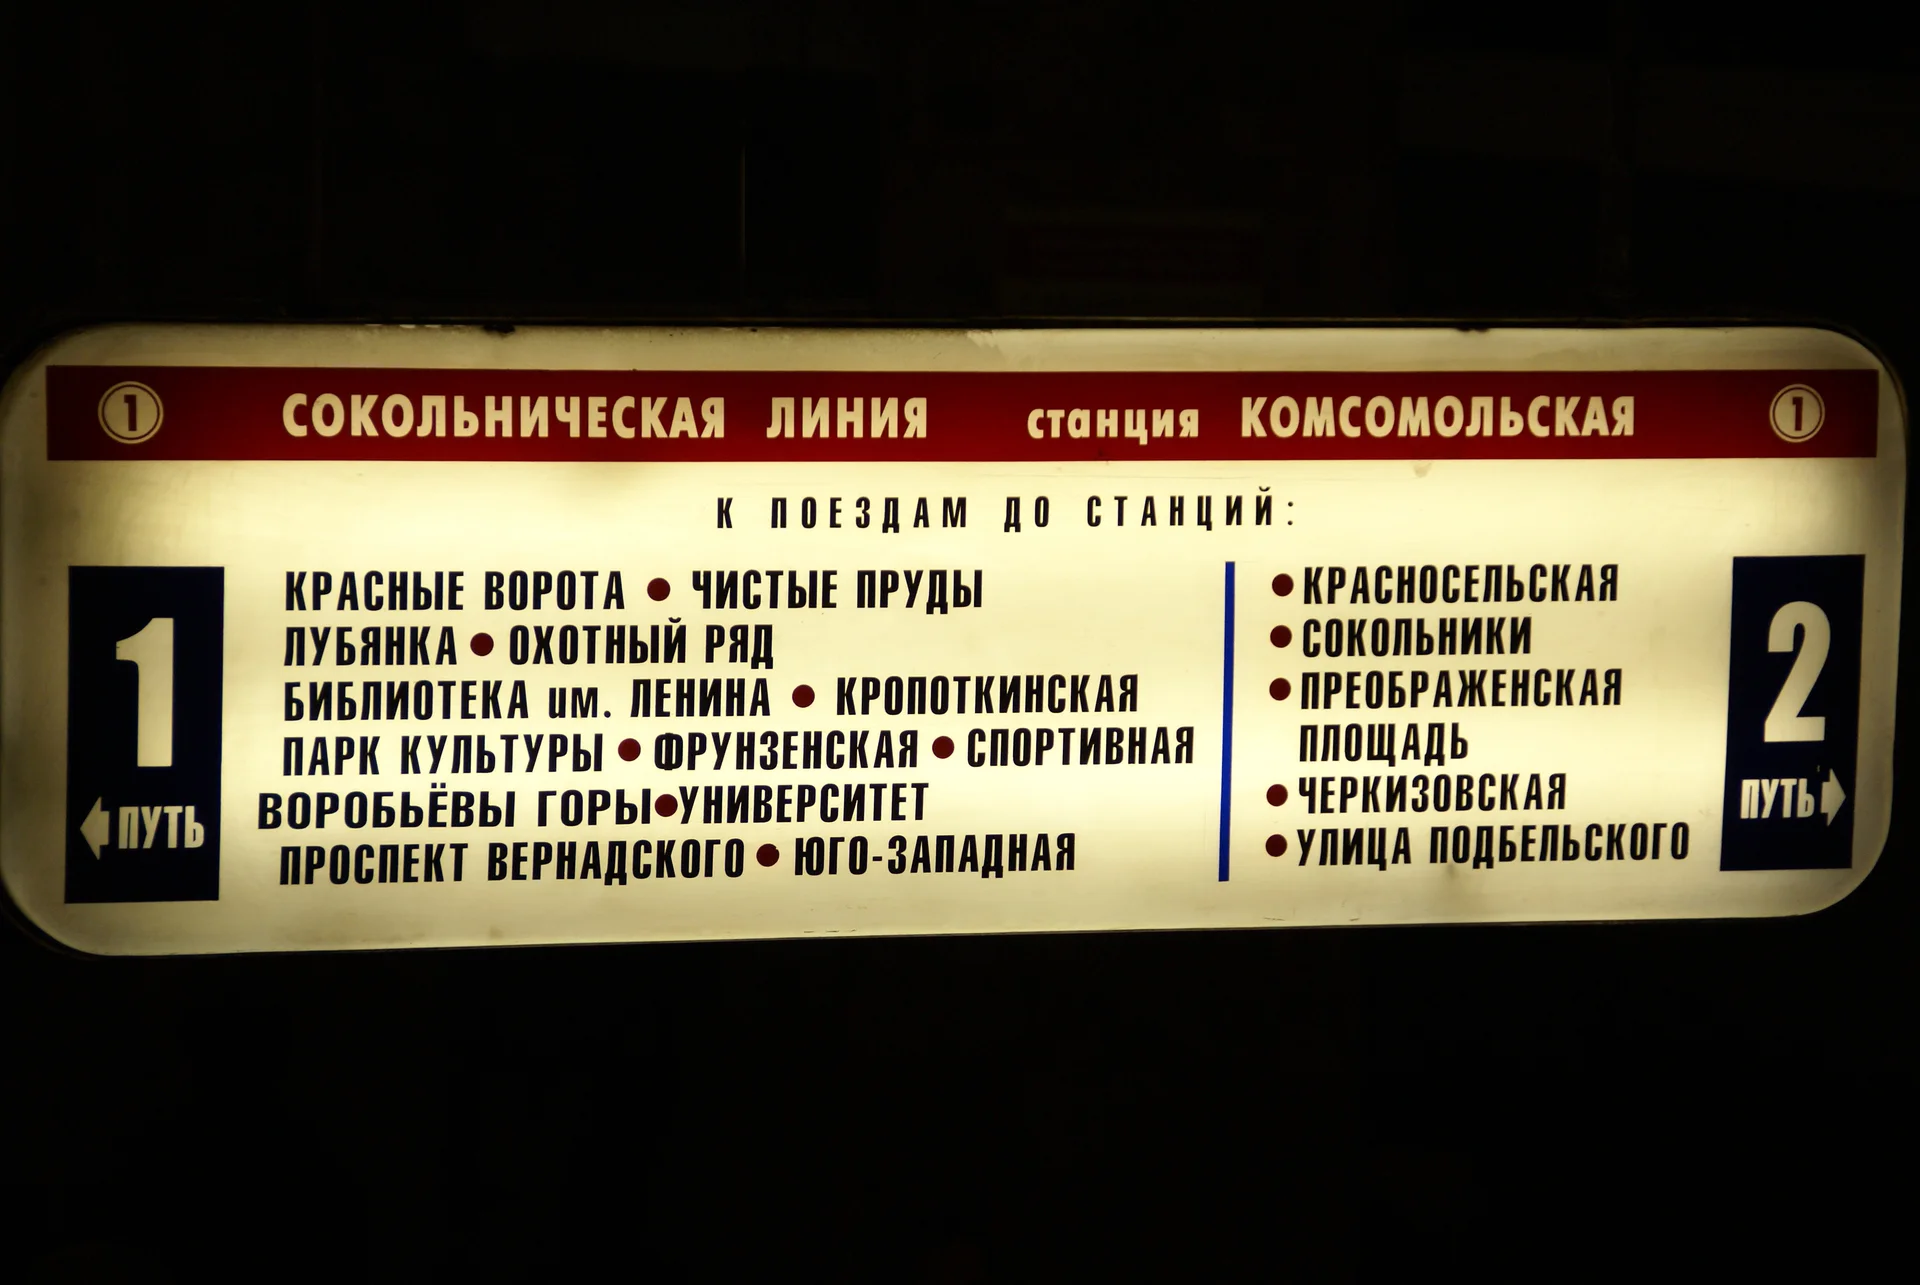 1 СОКОЛЬНИЧЕСКАЯ ЛИНИЯ станция КОМСОМОЛЬСКАЯ 1
К ПОЕЗДАМ ДО СТАНЦИЙ:
1
ПУТЬ
КРАСНЫЕ ВОРОТА • ЧИСТЫЕ ПРУДЫ
ЛУБЯНКА • ОХОТНЫЙ РЯД
БИБЛИОТЕКА им. ЛЕНИНА • КРОПОТКИНСКАЯ
ПАРК КУЛЬТУРЫ • ФРУНЗЕНСКАЯ • СПОРТИВНАЯ
ВОРОБЬЁВЫ ГОРЫ • УНИВЕРСИТЕТ
ПРОСПЕКТ ВЕРНАДСКОГО • ЮГО-ЗАПАДНАЯ
• КРАСНОСЕЛЬСКАЯ
• СОКОЛЬНИКИ
• ПРЕОБРАЖЕНСКАЯ
ПЛОЩАДЬ
• ЧЕРКИЗОВСКАЯ
• УЛИЦА ПОДБЕЛЬСКОГО
2
ПУТЬ